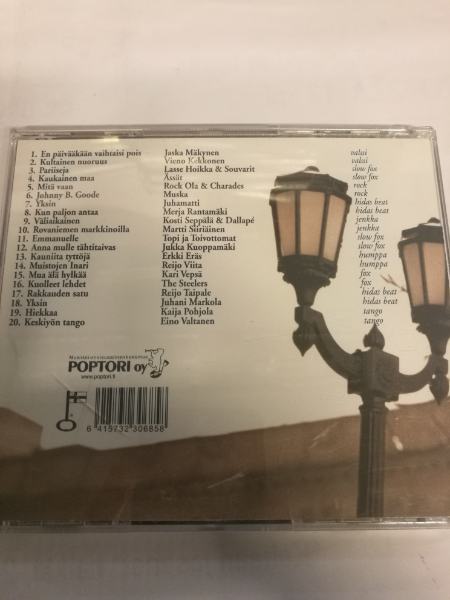 1. En päivääkään vaihtaisi pois Jaska Mäkynen valssi
2. Kultainen nuoruus Vieno Kekkonen valssi
3. Pariiseja Lasse Hoikka & Souvarit slow fox
4. Kaukainen maa Ässät slow fox
5. Mitä vaan Rock Ola & Charades rock
6. Johnny B. Goode Muska rock
7. Yksin Juhamatti hidas beat
8. Kun paljon antaa Merja Rantamäki hidas beat
9. Väliaikainen Kosti Seppälä & Dallapé jenkka
10. Rovaniemen markkinoilla Martti Siiriäinen jenkka
11. Emmanuelle Topi ja Toivottomat slow fox
12. Anna mulle tähtitaivas Jukka Kuoppamäki slow fox
13. Kauniita tyttöjä Erkki Eräs humppa
14. Muistojen Inari Reijo Viita humppa
15. Mua älä hylkää Kari Vepsä fox
16. Kuolleet lehdet The Steelers fox
17. Rakkauden satu Reijo Taipale hidas beat
18. Yksin Juhani Markola hidas beat
19. Hiekkaa Kaija Pohjola tango
20. Keskiyön tango Eino Valtanen tango
POPTORI oy
www.poptori.fi
6 415732 306858